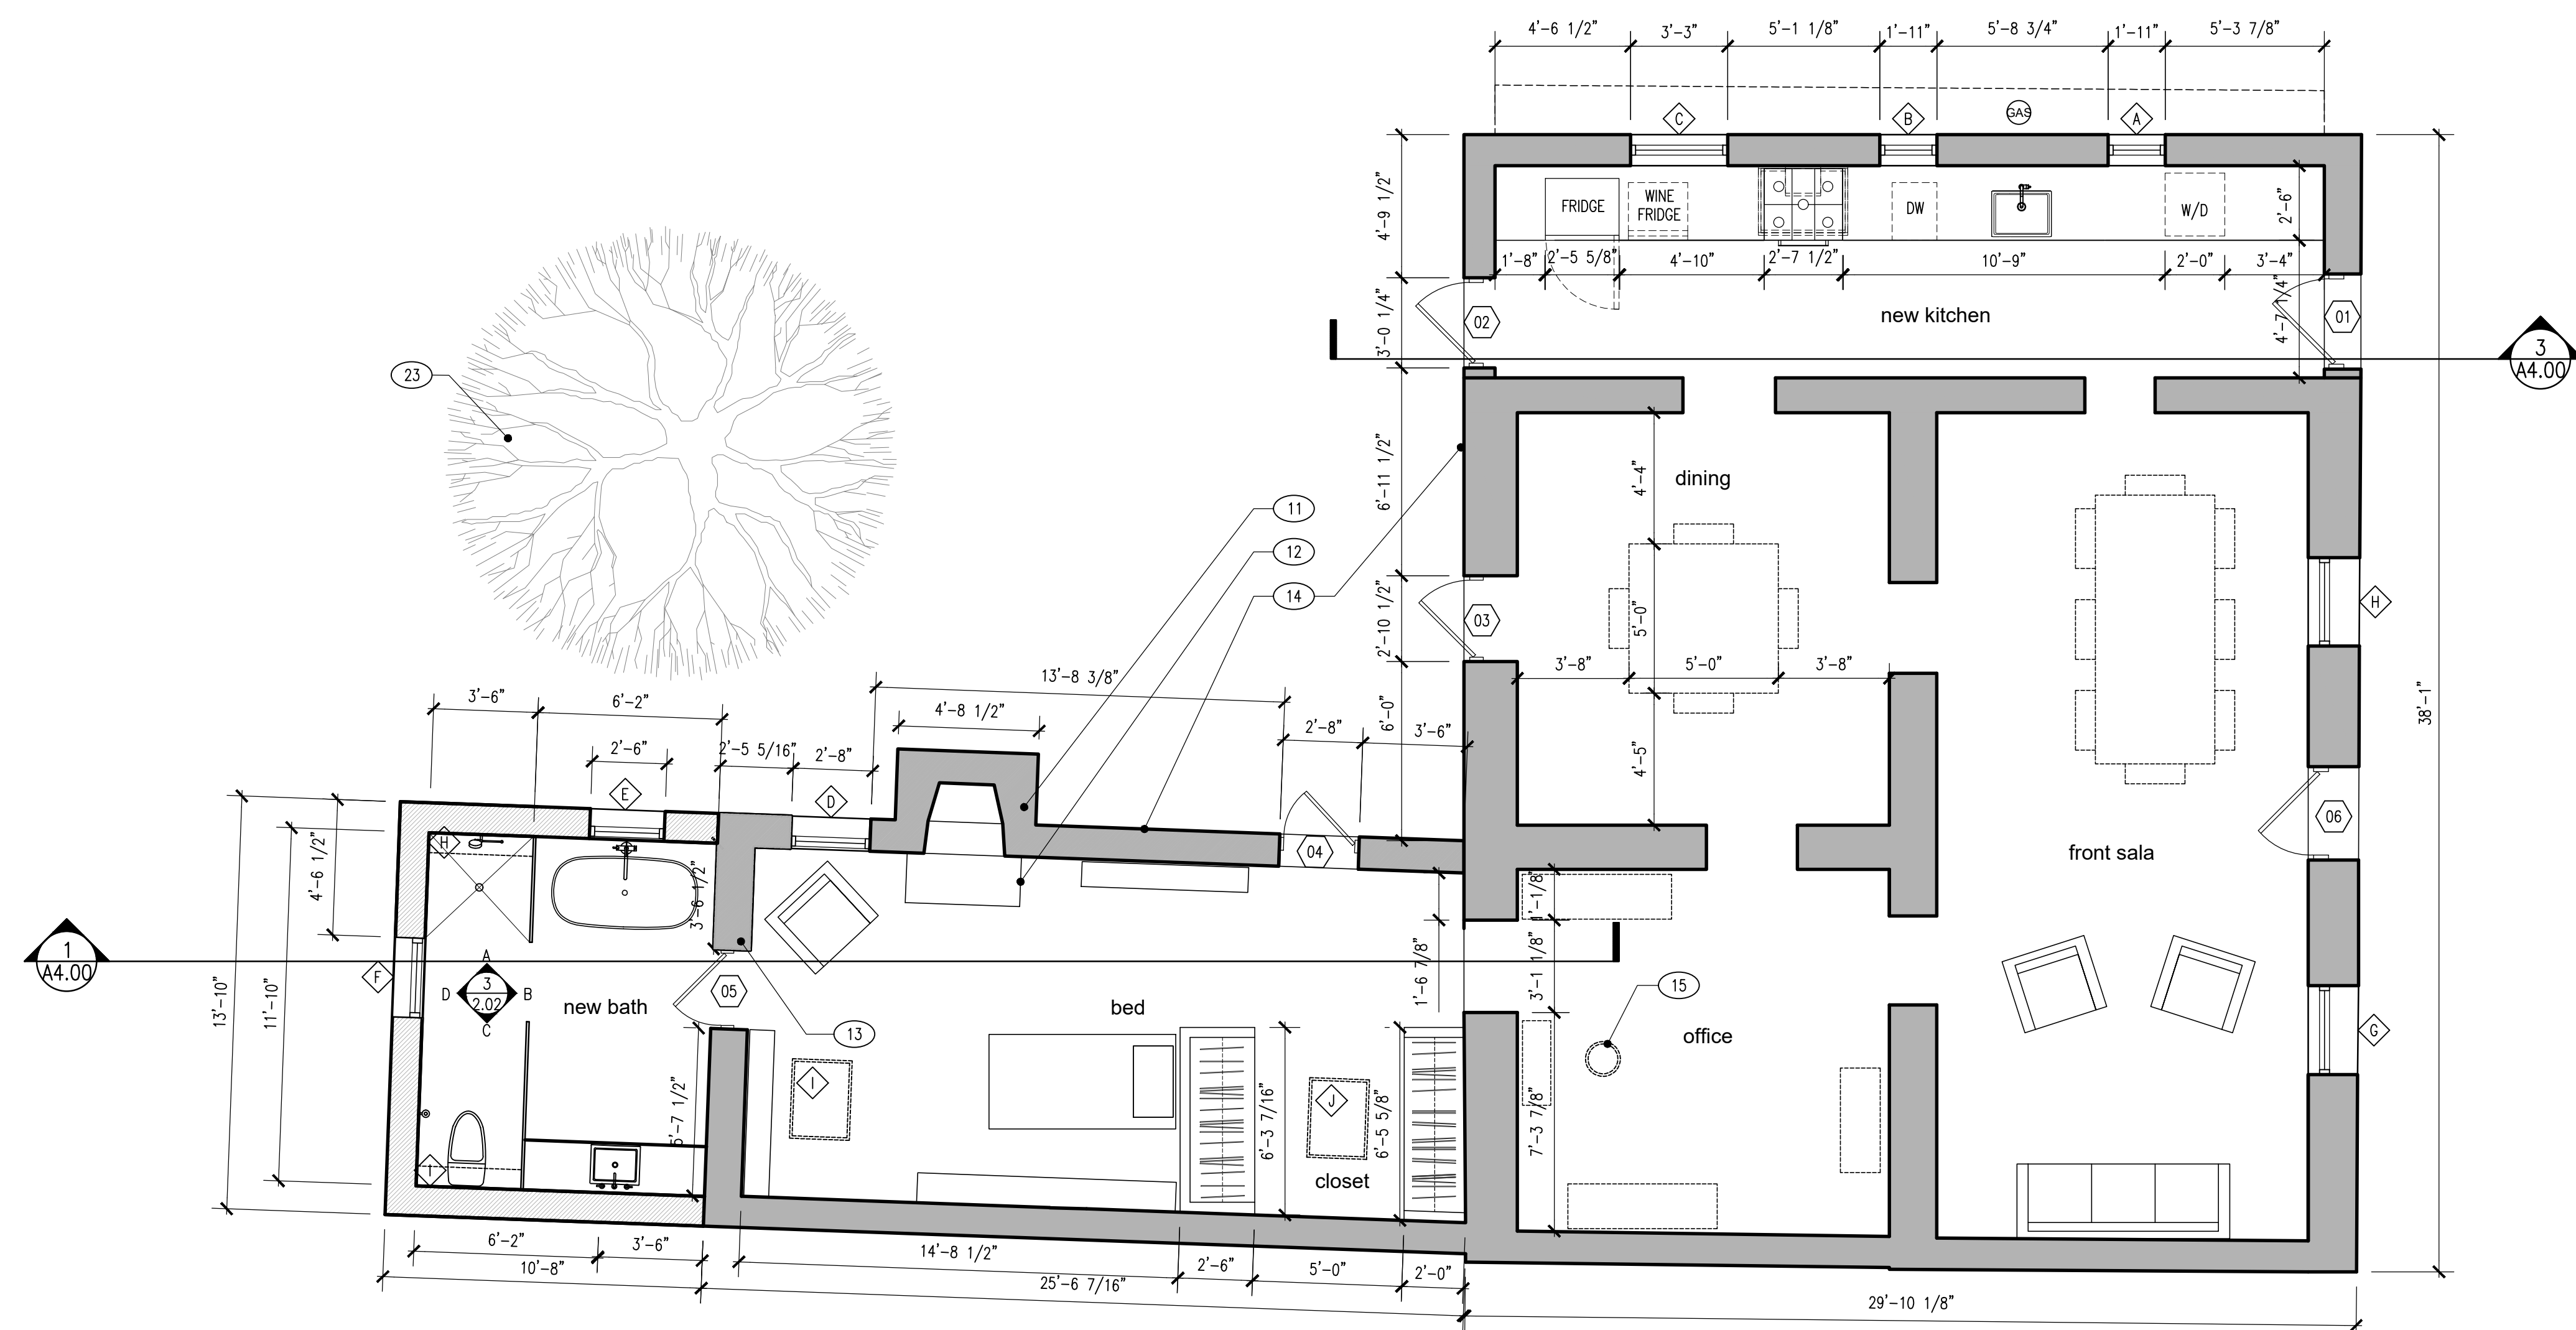 4'-6 1/2" 3'-3" 5'-1 1/8" 1'-11" 5'-8 3/4" 1'-11" 5'-3 7/8"
C B GAS A
4'-9 1/2"
FRIDGE
WINE
FRIDGE
DW
W/D
2'-6"
1'-8" 2'-5 5/8" 4'-10" 2'-7 1/2" 10'-9" 2'-0" 3'-4"
3'-0 1/4"
02
new kitchen
4'-7 1/4"
01
3
A4.00
23
6'-11 1/2"
dining
4'-4"
11
12
14
2'-10 1/2"
03
5'-0"
H
3'-8" 5'-0" 3'-8"
38'-1"
13'-8 3/8"
3'-6" 6'-2"
4'-8 1/2"
6'-0"
2'-8" 3'-6"
2'-6" 2'-5 5/16" 2'-8"
4'-5"
E D
06
H
04
front sala
4'-6 1/2"
3'-6 1/2"
1'-1/8"
1
A4.00
F
13'-10"
11'-10"
A
D
3
2.02
B
C
new bath
05
bed
1'-6 7/8"
3'-1 1/8"
15
13
office
G
I
J
5'-7 1/2"
6'-3 7/16"
6'-5 5/8"
7'-3 7/8"
I
closet
6'-2" 3'-6" 14'-8 1/2" 2'-6" 5'-0" 2'-0"
10'-8" 25'-6 7/16"
29'-10 1/8"